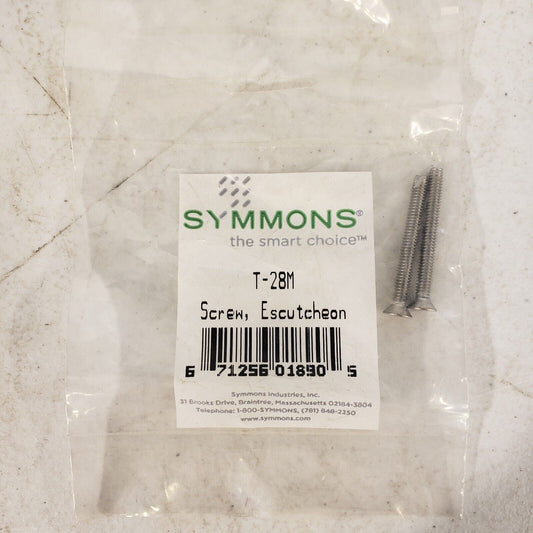 SYMMONS®
the smart choice™
T-28M
Screw, Escutcheon
6 71256 01890 5
Symmons Industries, Inc.
31 Brooks Drive, Braintree, Massachusetts 02184-3804
Telephone: 1-800-SYMMONS, (781) 848-2250
www.symmons.com